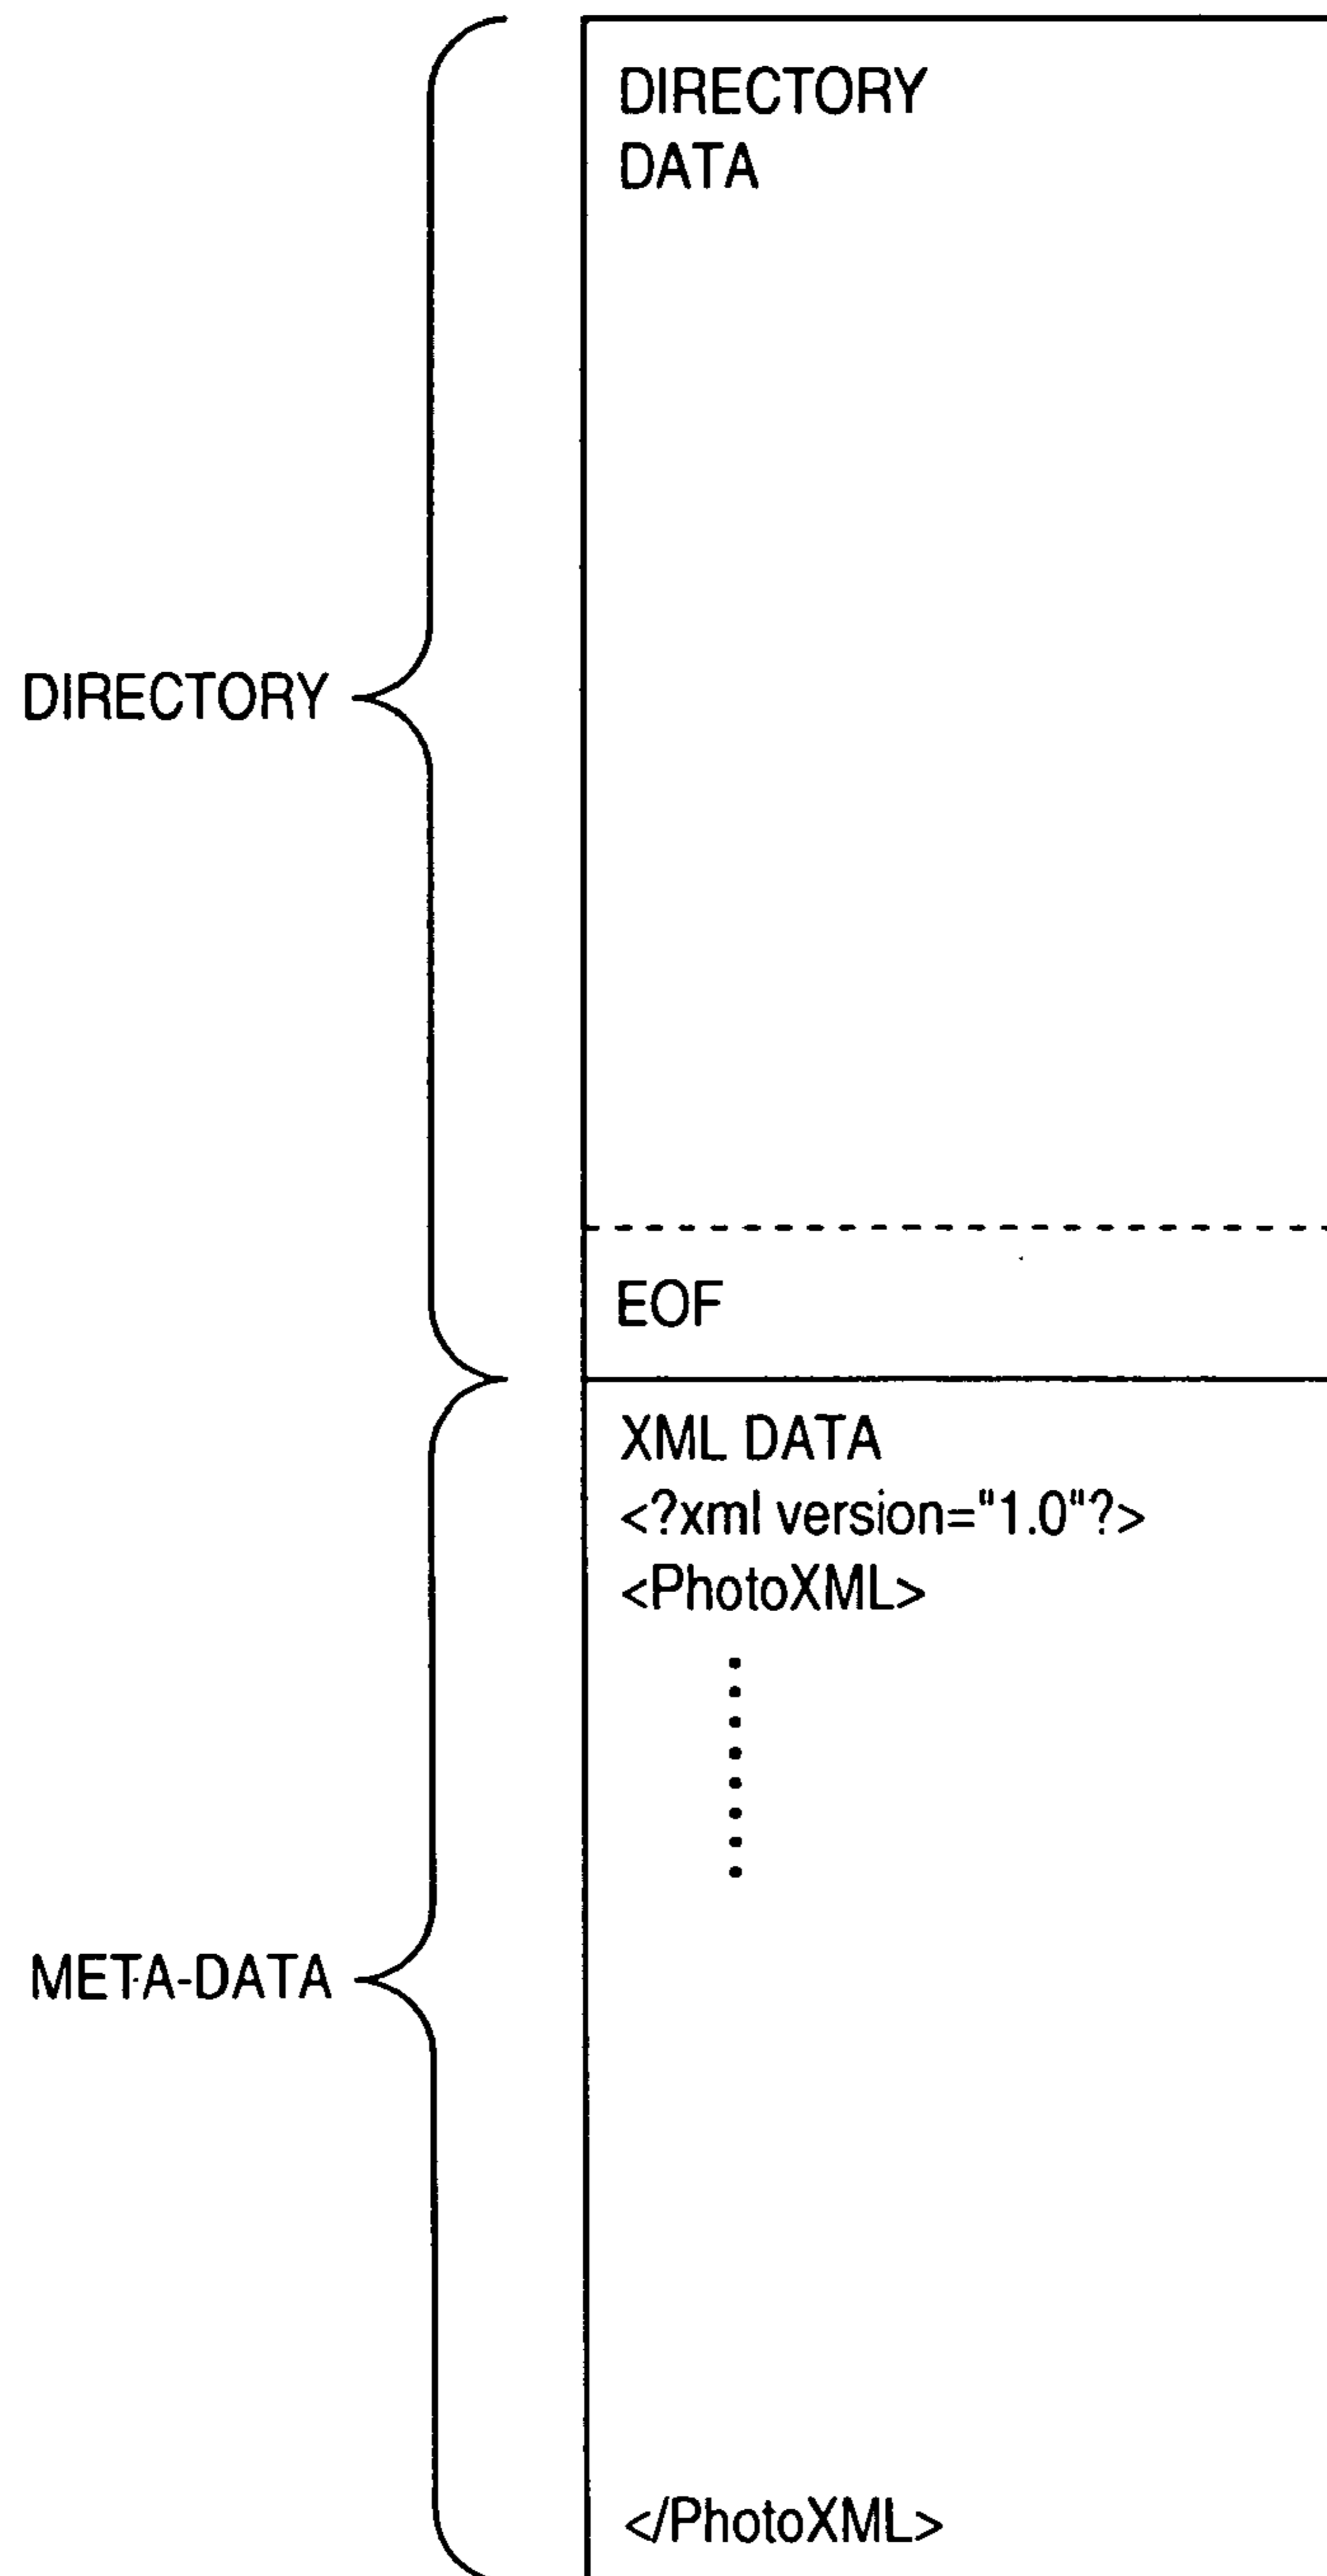 DIRECTORY
DATA
DIRECTORY
EOF
XML DATA
<?xml version="1.0"?>
<PhotoXML>
META-DATA
</PhotoXML>